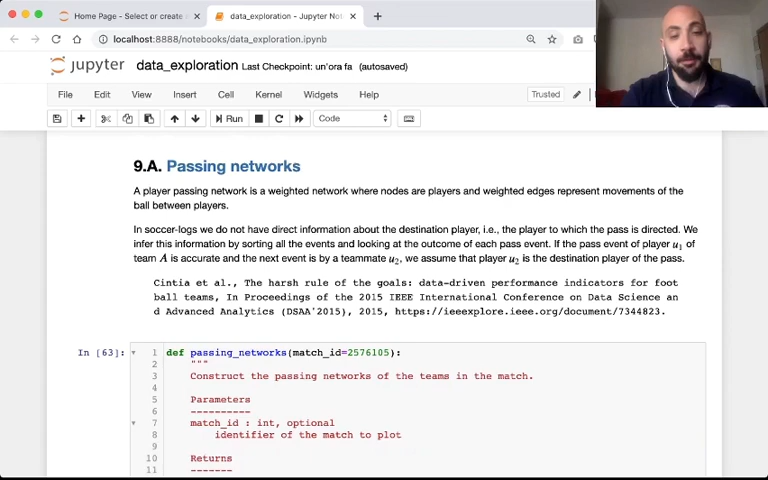 Home Page - Select or create
data_exploration - Jupyter Not
localhost:8888/notebooks/data_exploration.ipynb
jupyter data_exploration Last Checkpoint: un'ora fa (autosaved)
File Edit View Insert Cell Kernel Widgets Help
Trusted
Run
Code
9.A. Passing networks
A player passing network is a weighted network where nodes are players and weighted edges represent movements of the
ball between players.
In soccer-logs we do not have direct information about the destination player, i.e., the player to which the pass is directed. We
infer this information by sorting all the events and looking at the outcome of each pass event. If the pass event of player u1 of
team A is accurate and the next event is by a teammate u2, we assume that player u2 is the destination player of the pass.
Cintia et al., The harsh rule of the goals: data-driven performance indicators for foot
ball teams, In Proceedings of the 2015 IEEE International Conference on Data Science an
d Advanced Analytics (DSAA'2015), 2015, https://ieeexplore.ieee.org/document/7344823.
In [63]:
1 def passing_networks(match_id=2576105):
2 """
3 Construct the passing networks of the teams in the match.
4
5 Parameters
6 ----------
7 match_id : int, optional
8 identifier of the match to plot
9
10 Returns
11 -------